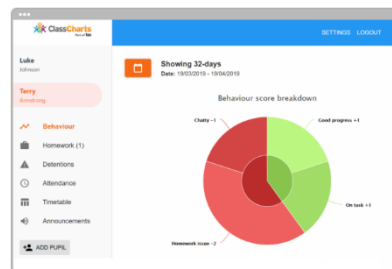 ClassCharts
SETTINGS LOGOUT
Luke
Johnson
Terry
Armstrong
Behaviour
Homework (1)
Detentions
Attendance
Timetable
Announcements
ADD PUPIL
Showing 32-days
Date: 19/03/2019 - 19/04/2019
Behaviour score breakdown
Chatty -1
Good progress +1
On task +1
Homework issue -2